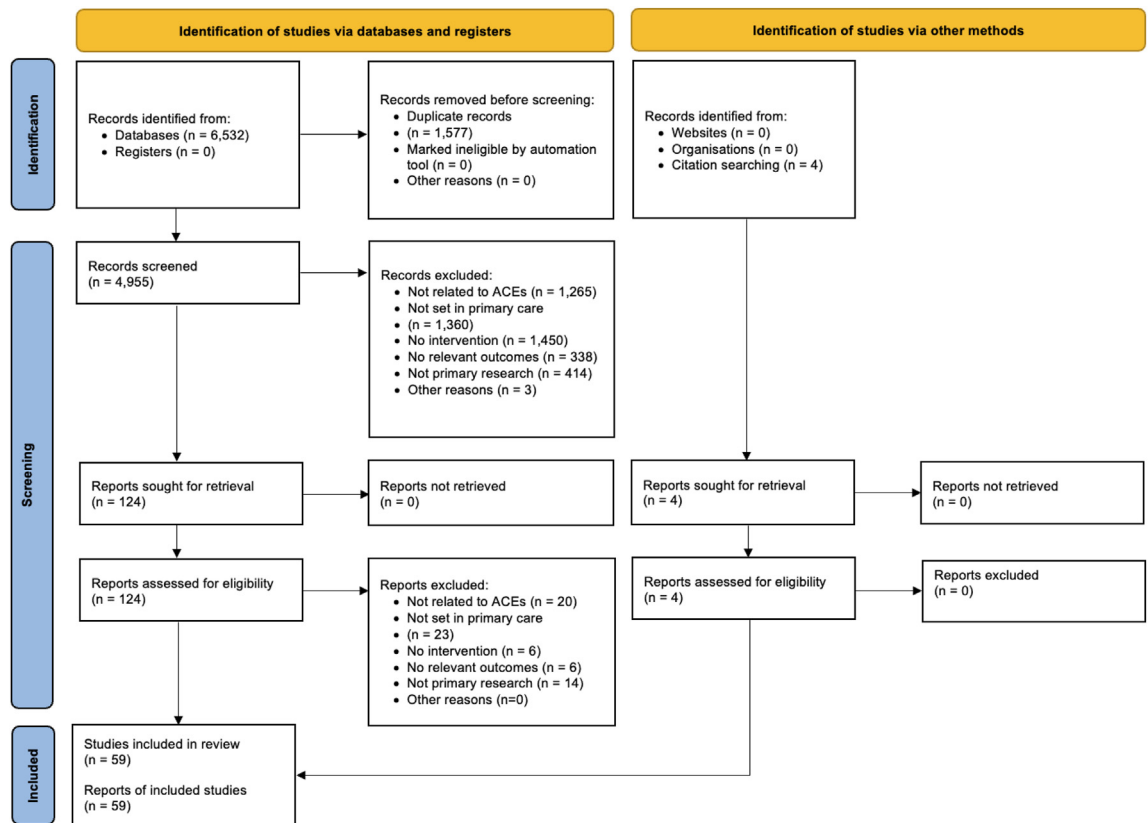 Identification of studies via databases and registers
Identification of studies via other methods
Identification
Records identified from:
• Databases (n = 6,532)
• Registers (n = 0)
Records removed before screening:
• Duplicate records
• (n = 1,577)
• Marked ineligible by automation
tool (n = 0)
• Other reasons (n = 0)
Records identified from:
• Websites (n = 0)
• Organisations (n = 0)
• Citation searching (n = 4)
Screening
Records screened
(n = 4,955)
Records excluded:
• Not related to ACEs (n = 1,265)
• Not set in primary care
• (n = 1,360)
• No intervention (n = 1,450)
• No relevant outcomes (n = 338)
• Not primary research (n = 414)
• Other reasons (n = 3)
Reports sought for retrieval
(n = 124)
Reports not retrieved
(n = 0)
Reports sought for retrieval
(n = 4)
Reports not retrieved
(n = 0)
Reports assessed for eligibility
(n = 124)
Reports excluded:
• Not related to ACEs (n = 20)
• Not set in primary care
• (n = 23)
• No intervention (n = 6)
• No relevant outcomes (n = 6)
• Not primary research (n = 14)
• Other reasons (n=0)
Reports assessed for eligibility
(n = 4)
Reports excluded
(n = 0)
Included
Studies included in review
(n = 59)
Reports of included studies
(n = 59)